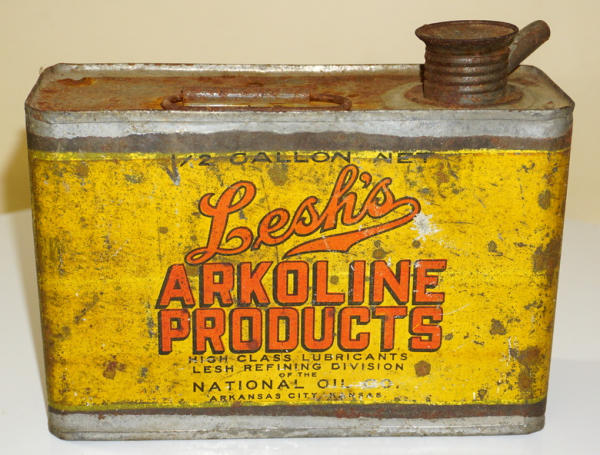 1/2 GALLON NET
Lesh's
ARKOLINE
PRODUCTS
HIGH CLASS LUBRICANTS
LESH REFINING DIVISION
OF THE
NATIONAL OIL CO.
ARKANSAS CITY, KANSAS